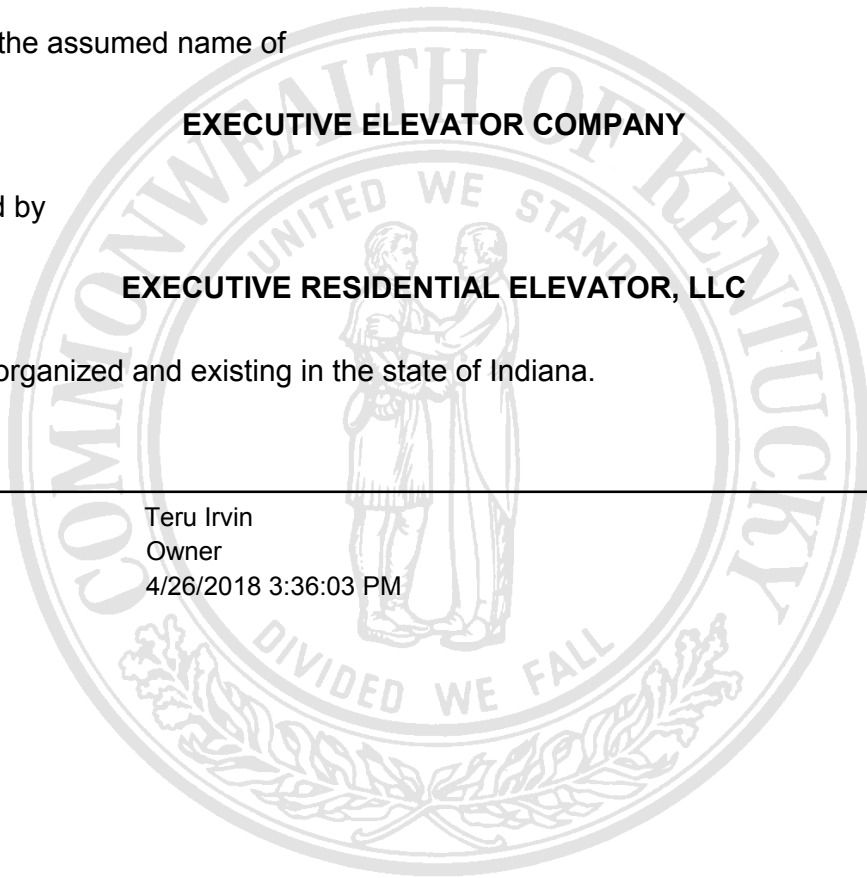 the assumed name of
EXECUTIVE ELEVATOR COMPANY
d by
EXECUTIVE RESIDENTIAL ELEVATOR, LLC
organized and existing in the state of Indiana.
Teru Irvin
Owner
4/26/2018 3:36:03 PM
COMMONWEALTH OF KENTUCKY
UNITED WE STAND
DIVIDED WE FALL